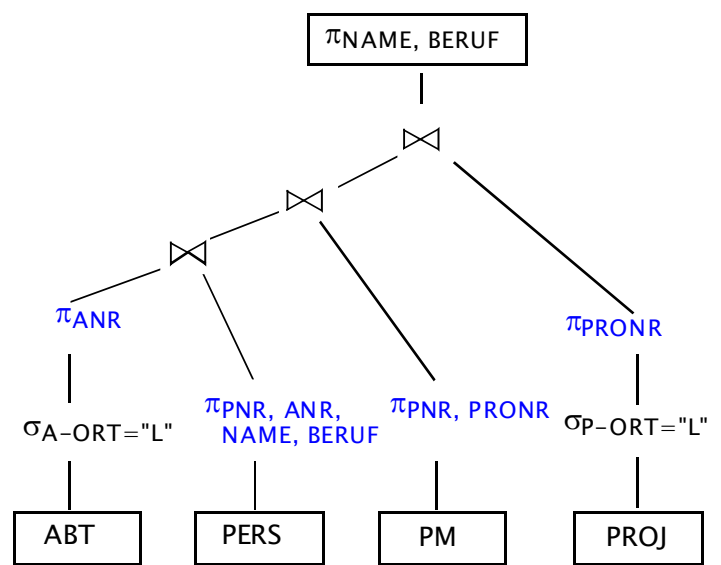 πNAME, BERUF
πANR
πPRONR
πPNR, ANR,
NAME, BERUF
πPNR, PRONR
σA–ORT="L"
σP–ORT="L"
ABT
PERS
PM
PROJ